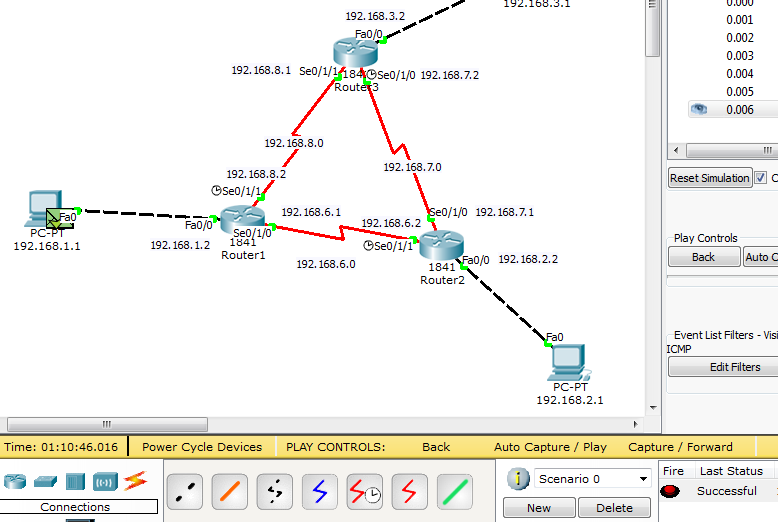 192.168.3.1
192.168.3.2
Fa0/0
192.168.8.1
Se0/1/1
184
Se0/1/0
192.168.7.2
Router3
192.168.8.0
192.168.7.0
192.168.8.2
Se0/1/1
Fa0
PC-PT
192.168.1.1
192.168.1.2
Fa0/0
Se0/1/0
1841
Router1
192.168.6.1
192.168.6.0
192.168.6.2
Se0/1/1
Se0/1/0
192.168.7.1
1841
Router2
Fa0/0
192.168.2.2
Fa0
PC-PT
192.168.2.1
0.000
0.001
0.002
0.003
0.004
0.005
0.006
Reset Simulation
C
Play Controls
Back
Auto C
Event List Filters - Visi
ICMP
Edit Filters
Time: 01:10:46.016
Power Cycle Devices
PLAY CONTROLS:
Back
Auto Capture / Play
Capture / Forward
Connections
Scenario 0
New
Delete
Fire
Last Status
Successful